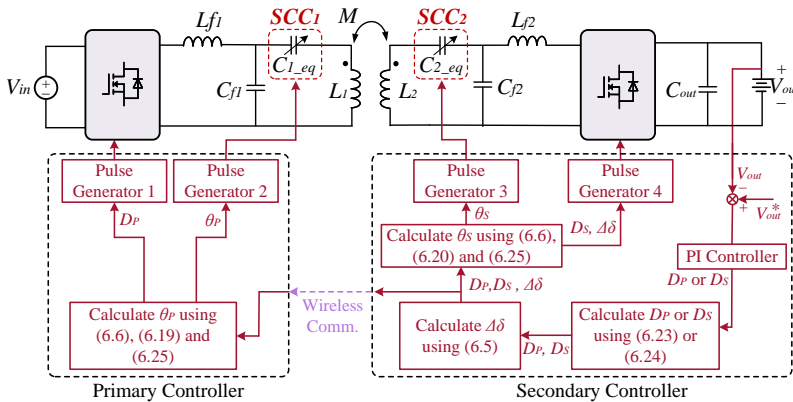 Lf1
SCC1
M
SCC2
Lf2
Vin
Cf1
C1_eq
L1
L2
C2_eq
Cf2
Cout
+
Vout
−
Pulse
Generator 1
Pulse
Generator 2
Pulse
Generator 3
Pulse
Generator 4
Vout
−
+
Vout*
DP
θP
θS
DS, Δδ
Calculate θS using (6.6),
(6.20) and (6.25)
PI Controller
DP or DS
DP,DS , Δδ
Wireless
Comm.
Calculate θP using
(6.6), (6.19) and
(6.25)
Calculate Δδ
using (6.5)
DP, DS
Calculate DP or DS
using (6.23) or
(6.24)
Primary Controller
Secondary Controller